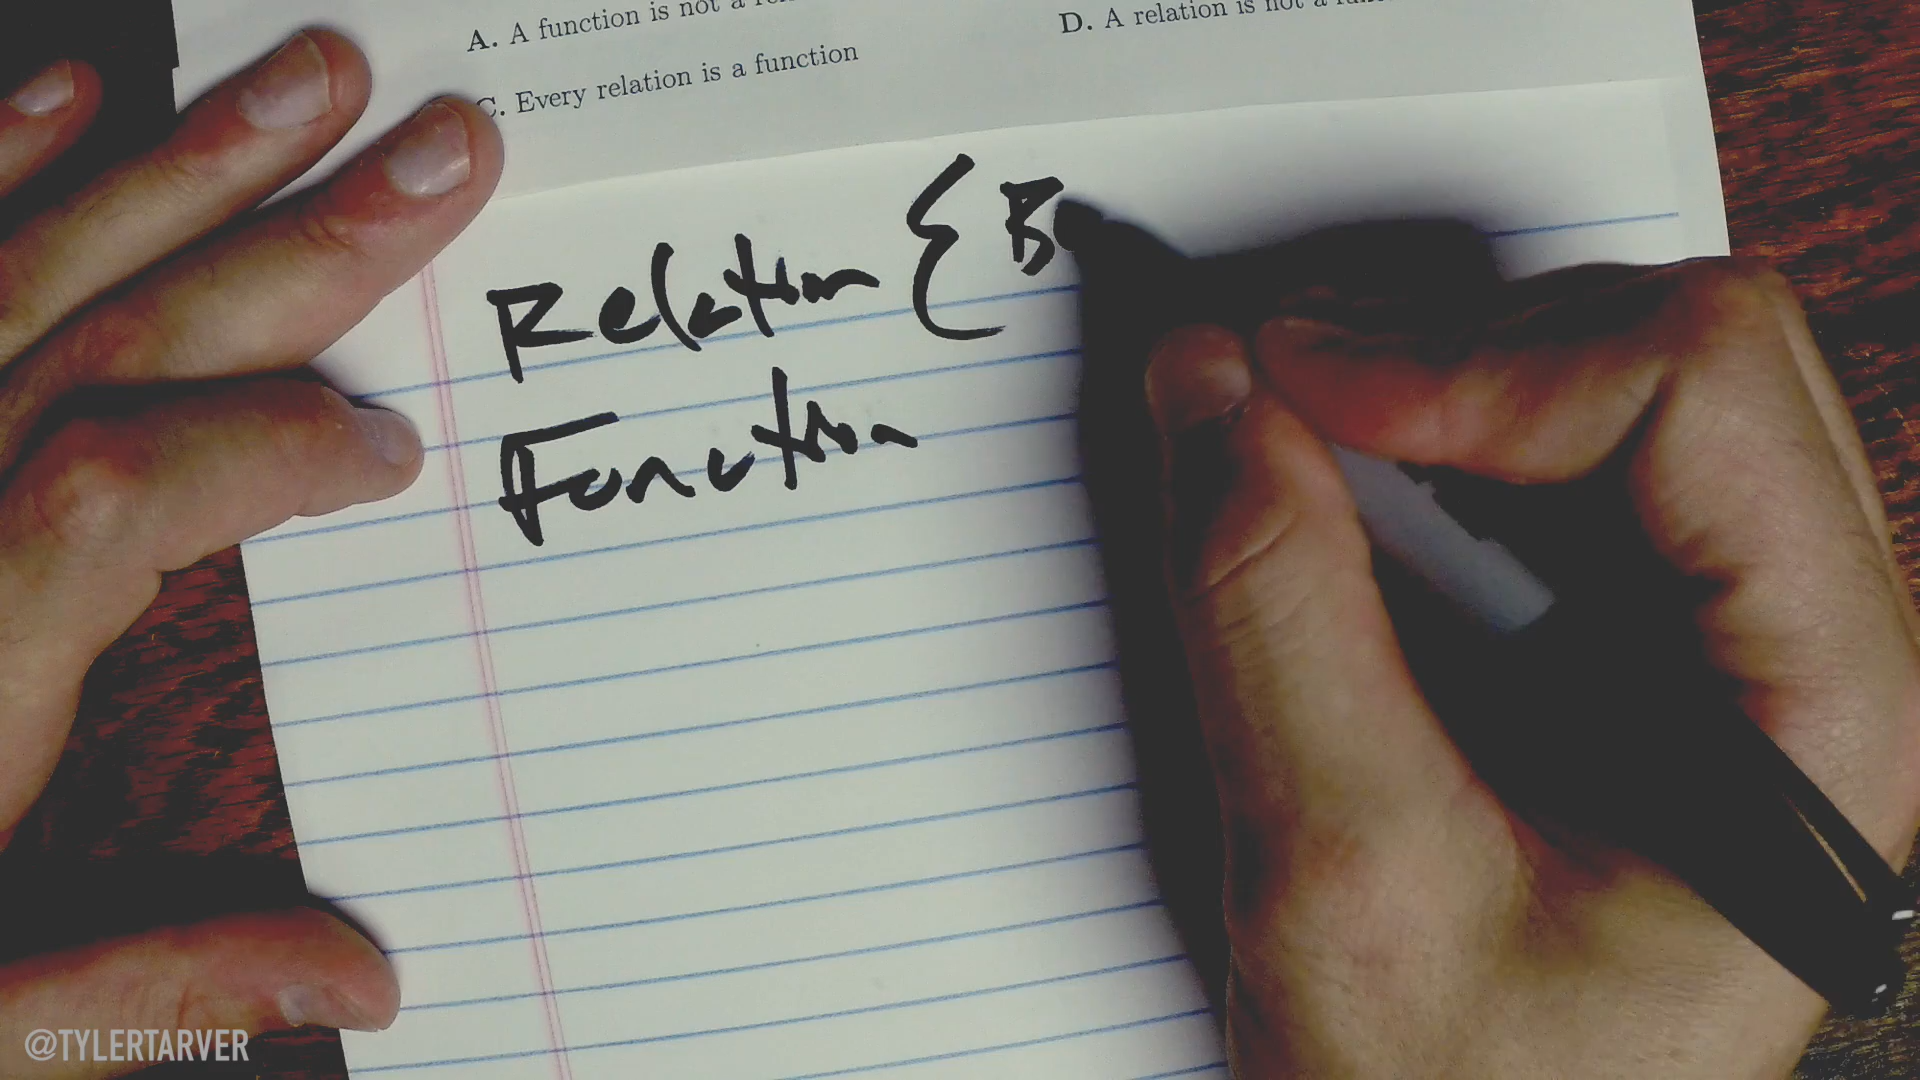 A. A function is not a
D. A relation is not a
C. Every relation is a function
Relation {
Function
@TYLERTARVER